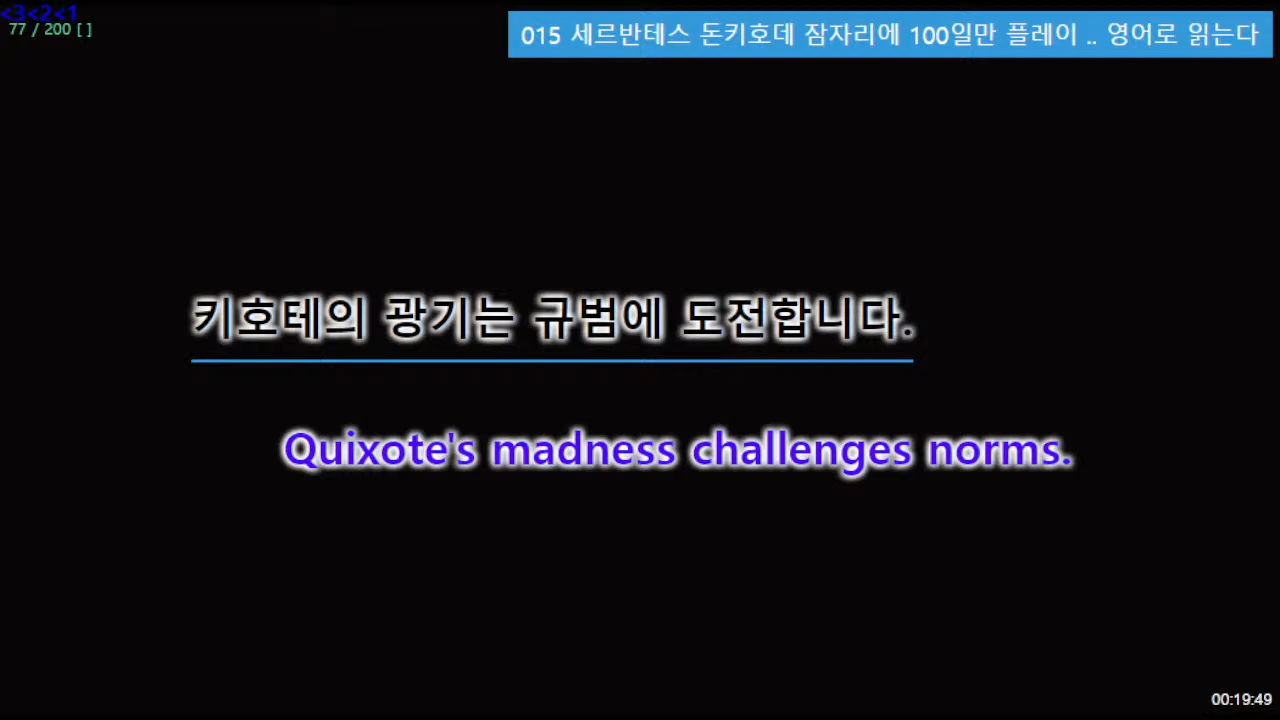 <3<2<1
77 / 200 [ ]
015 세르반테스 돈키호데 잠자리에 100일만 플레이 .. 영어로 읽는다
키호테의 광기는 규범에 도전합니다.
Quixote's madness challenges norms.
00:19:49